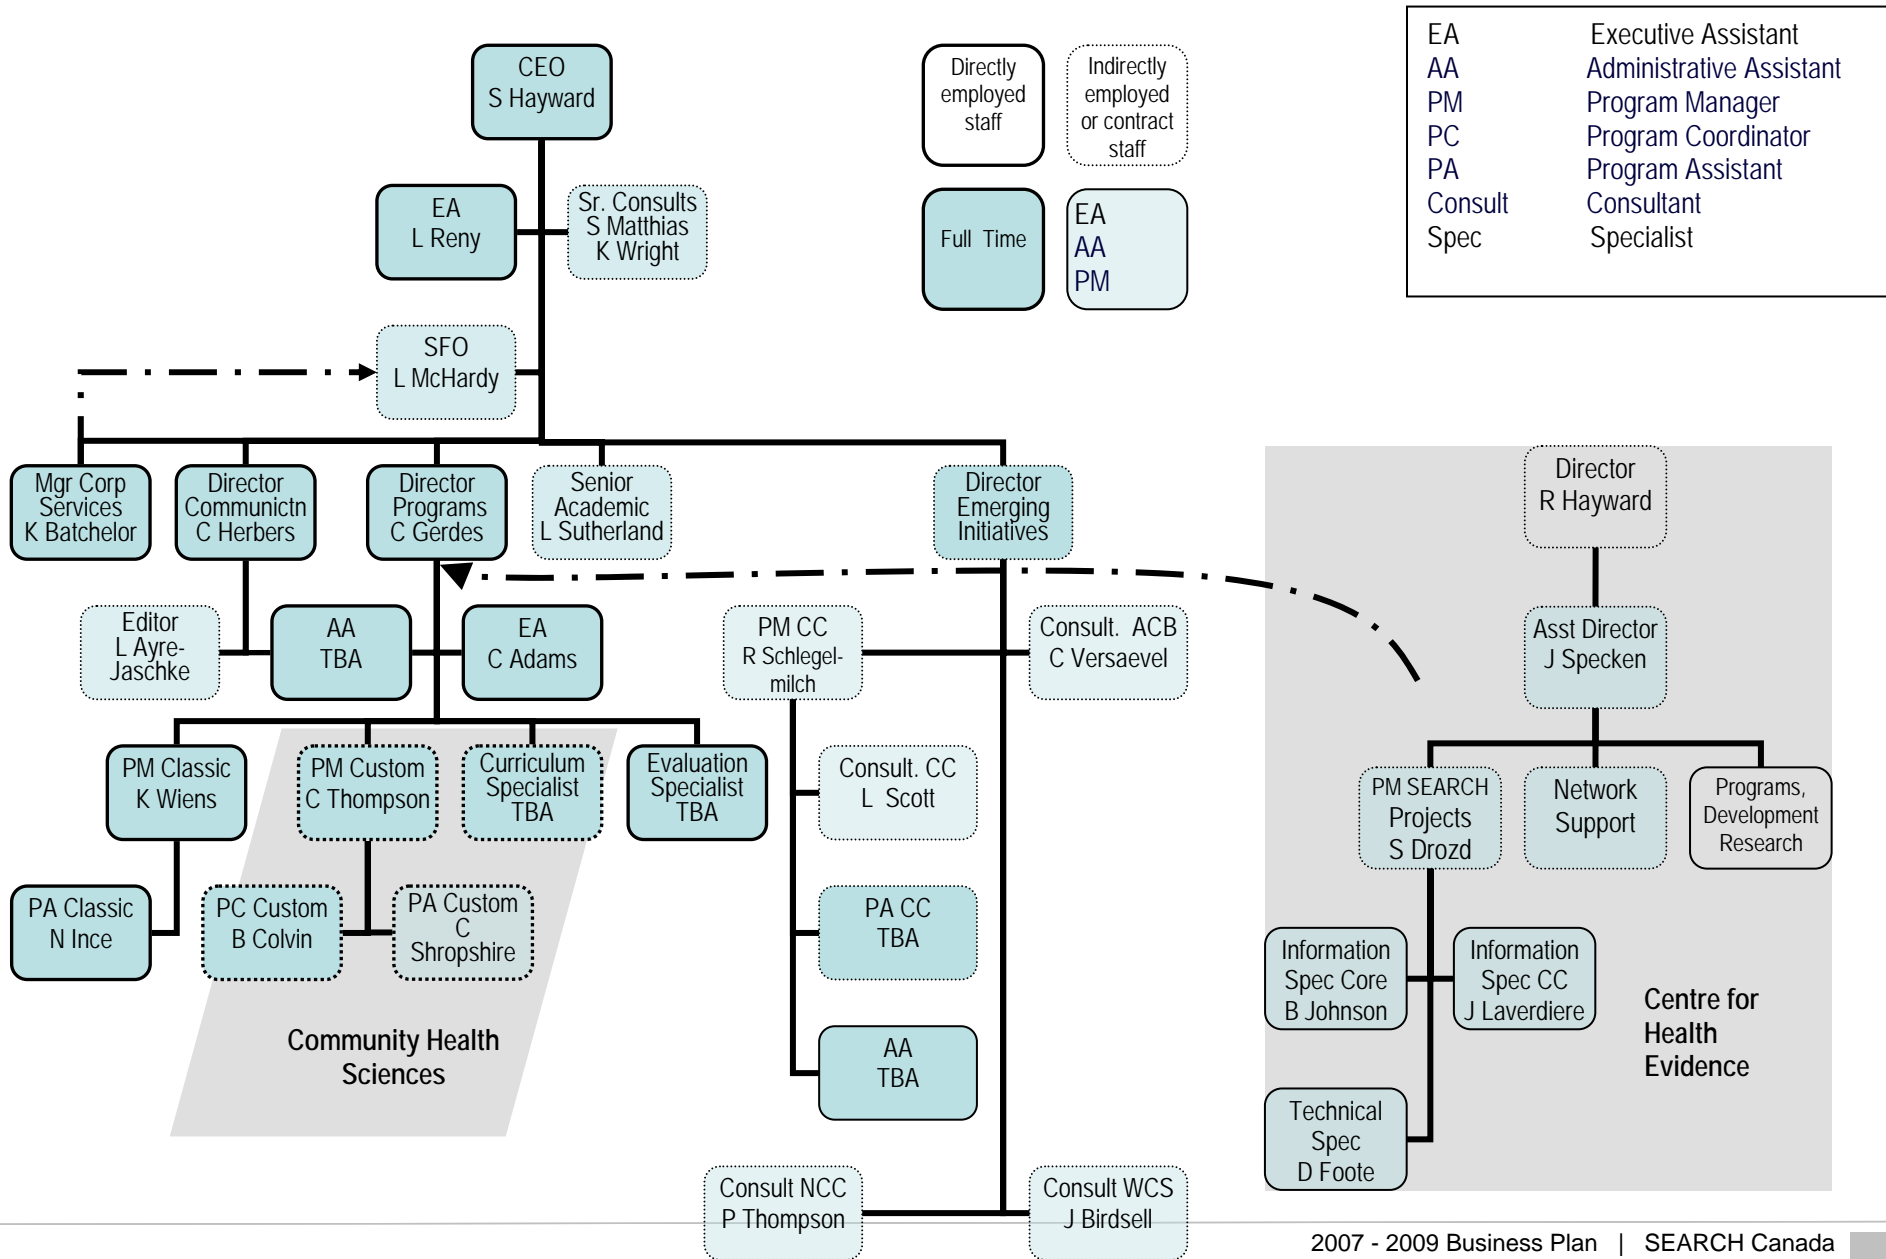 CEO
S Hayward
Directly
employed
staff
Indirectly
employed
or contract
staff
EA Executive Assistant
AA Administrative Assistant
PM Program Manager
PC Program Coordinator
PA Program Assistant
Consult Consultant
Spec Specialist
EA
L Reny
Sr. Consults
S Matthias
K Wright
Full Time
EA
AA
PM
SFO
L McHardy
Mgr Corp
Services
K Batchelor
Director
Communictn
C Herbers
Director
Programs
C Gerdes
Senior
Academic
L Sutherland
Director
Emerging
Initiatives
Director
R Hayward
Editor
L Ayre-
Jaschke
AA
TBA
EA
C Adams
PM CC
R Schlegel-
milch
Consult. ACB
C Versaevel
Asst Director
J Specken
PM Classic
K Wiens
PM Custom
C Thompson
Curriculum
Specialist
TBA
Evaluation
Specialist
TBA
Consult. CC
L Scott
PM SEARCH
Projects
S Drozd
Network
Support
Programs,
Development
Research
PA Classic
N Ince
PC Custom
B Colvin
PA Custom
C
Shropshire
PA CC
TBA
Information
Spec Core
B Johnson
Information
Spec CC
J Laverdiere
Centre for
Health
Evidence
Community Health
Sciences
AA
TBA
Technical
Spec
D Foote
Consult NCC
P Thompson
Consult WCS
J Birdsell
2007 - 2009 Business Plan | SEARCH Canada